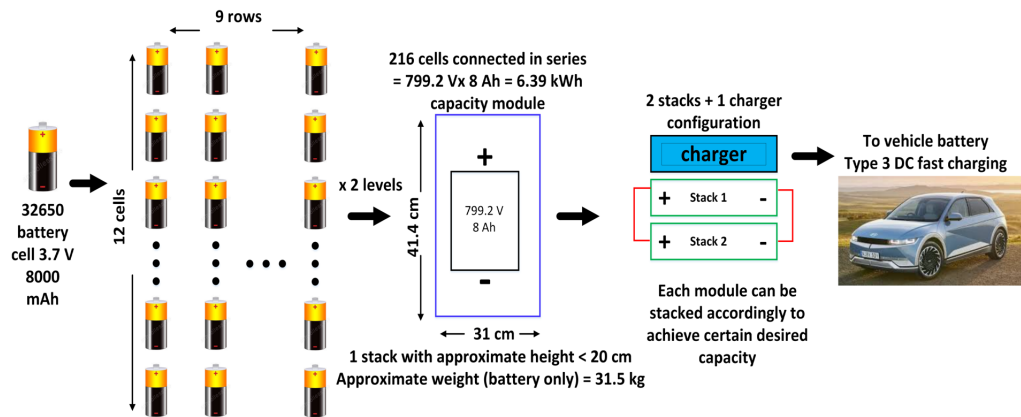 9 rows
12 cells
32650
battery
cell 3.7 V
8000
mAh
x 2 levels
216 cells connected in series
= 799.2 Vx 8 Ah = 6.39 kWh
capacity module
41.4 cm
+
799.2 V
8 Ah
-
31 cm
1 stack with approximate height < 20 cm
Approximate weight (battery only) = 31.5 kg
2 stacks + 1 charger
configuration
charger
+ Stack 1 -
+ Stack 2 -
Each module can be
stacked accordingly to
achieve certain desired
capacity
To vehicle battery
Type 3 DC fast charging